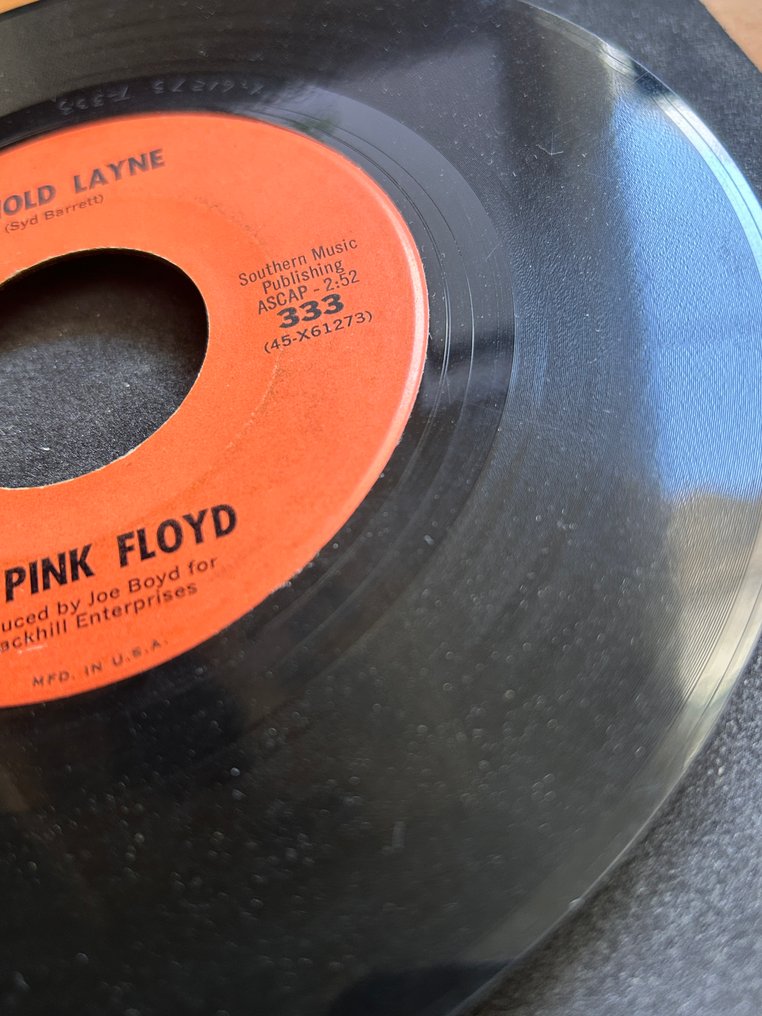 NOLD LAYNE
(Syd Barrett)
Southern Music
Publishing
ASCAP - 2:52
333
(45-X61273)
PINK FLOYD
uced by Joe Boyd for
ackhill Enterprises
MFD. IN U.S.A.